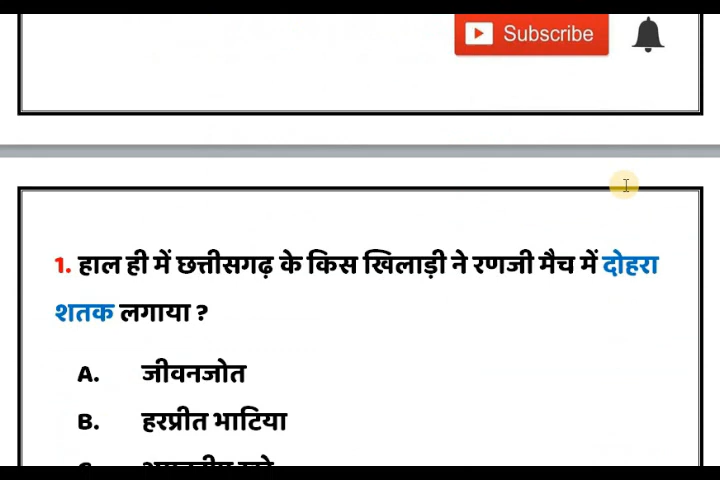 Subscribe
1. हाल ही में छत्तीसगढ़ के किस खिलाड़ी ने रणजी मैच में दोहरा
शतक लगाया ?
A. जीवनजोत
B. हरप्रीत भाटिया